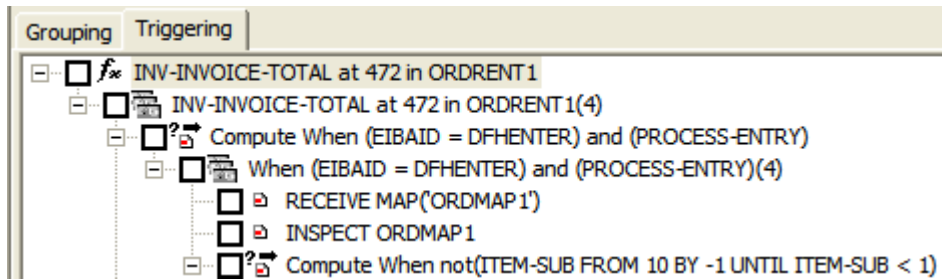 Grouping Triggering
fx INV-INVOICE-TOTAL at 472 in ORDRENT1
INV-INVOICE-TOTAL at 472 in ORDRENT1(4)
? Compute When (EIBAID = DFHENTER) and (PROCESS-ENTRY)
When (EIBAID = DFHENTER) and (PROCESS-ENTRY)(4)
RECEIVE MAP('ORDMAP1')
INSPECT ORDMAP1
? Compute When not(ITEM-SUB FROM 10 BY -1 UNTIL ITEM-SUB < 1)